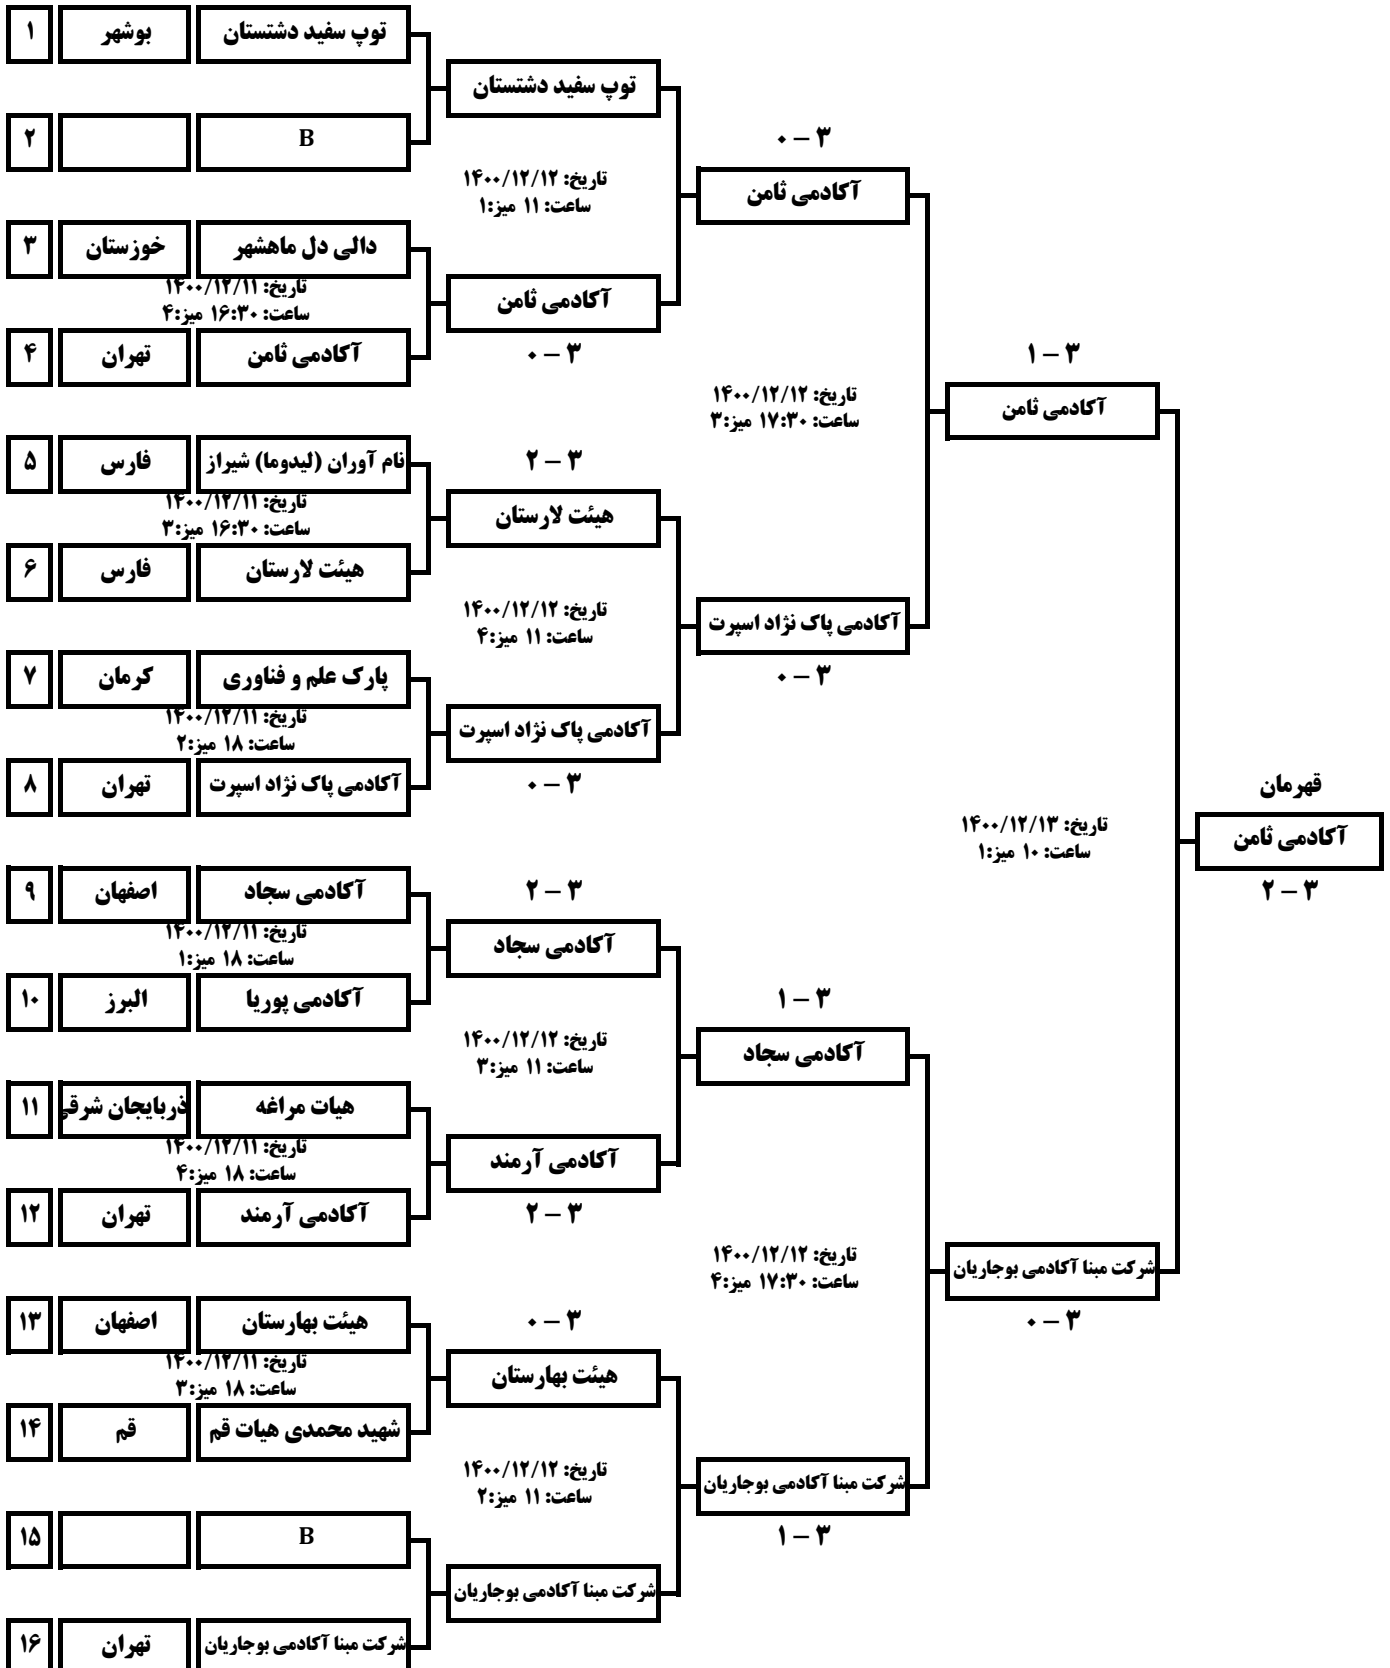 ۱ بوشهر توپ سفید دشتستان
توپ سفید دشتستان
۲ B
۰ – ۳
تاریخ: ۱۴۰۰/۱۲/۱۲
ساعت: ۱۱ میز:۱
آکادمی ثامن
۳ خوزستان دالی دل ماهشهر
تاریخ: ۱۴۰۰/۱۲/۱۱
ساعت: ۱۶:۳۰ میز:۴
آکادمی ثامن
۴ تهران آکادمی ثامن
۰ – ۳
۱ – ۳
تاریخ: ۱۴۰۰/۱۲/۱۲
ساعت: ۱۷:۳۰ میز:۳
آکادمی ثامن
۵ فارس نام آوران (لیدوما) شیراز
۲ – ۳
تاریخ: ۱۴۰۰/۱۲/۱۱
ساعت: ۱۶:۳۰ میز:۳
هیئت لارستان
۶ فارس هیئت لارستان
تاریخ: ۱۴۰۰/۱۲/۱۲
ساعت: ۱۱ میز:۴
آکادمی پاک نژاد اسپرت
۷ کرمان پارک علم و فناوری
۰ – ۳
تاریخ: ۱۴۰۰/۱۲/۱۱
ساعت: ۱۸ میز:۲
آکادمی پاک نژاد اسپرت
۸ تهران آکادمی پاک نژاد اسپرت
۰ – ۳
قهرمان
تاریخ: ۱۴۰۰/۱۲/۱۳
ساعت: ۱۰ میز:۱
آکادمی ثامن
۲ – ۳
۹ اصفهان آکادمی سجاد
۲ – ۳
تاریخ: ۱۴۰۰/۱۲/۱۱
ساعت: ۱۸ میز:۱
آکادمی سجاد
۱۰ البرز آکادمی پوریا
۱ – ۳
تاریخ: ۱۴۰۰/۱۲/۱۲
ساعت: ۱۱ میز:۳
آکادمی سجاد
۱۱ ذربایجان شرقی هیات مراغه
تاریخ: ۱۴۰۰/۱۲/۱۱
ساعت: ۱۸ میز:۴
آکادمی آرمند
۱۲ تهران آکادمی آرمند
۲ – ۳
تاریخ: ۱۴۰۰/۱۲/۱۲
ساعت: ۱۷:۳۰ میز:۴
شرکت مبنا آکادمی بوجاریان
۱۳ اصفهان هیئت بهارستان
۰ – ۳
۰ – ۳
تاریخ: ۱۴۰۰/۱۲/۱۱
ساعت: ۱۸ میز:۳
هیئت بهارستان
۱۴ قم شهید محمدی هیات قم
تاریخ: ۱۴۰۰/۱۲/۱۲
ساعت: ۱۱ میز:۲
شرکت مبنا آکادمی بوجاریان
۱۵ B
۱ – ۳
شرکت مبنا آکادمی بوجاریان
۱۶ تهران شرکت مبنا آکادمی بوجاریان